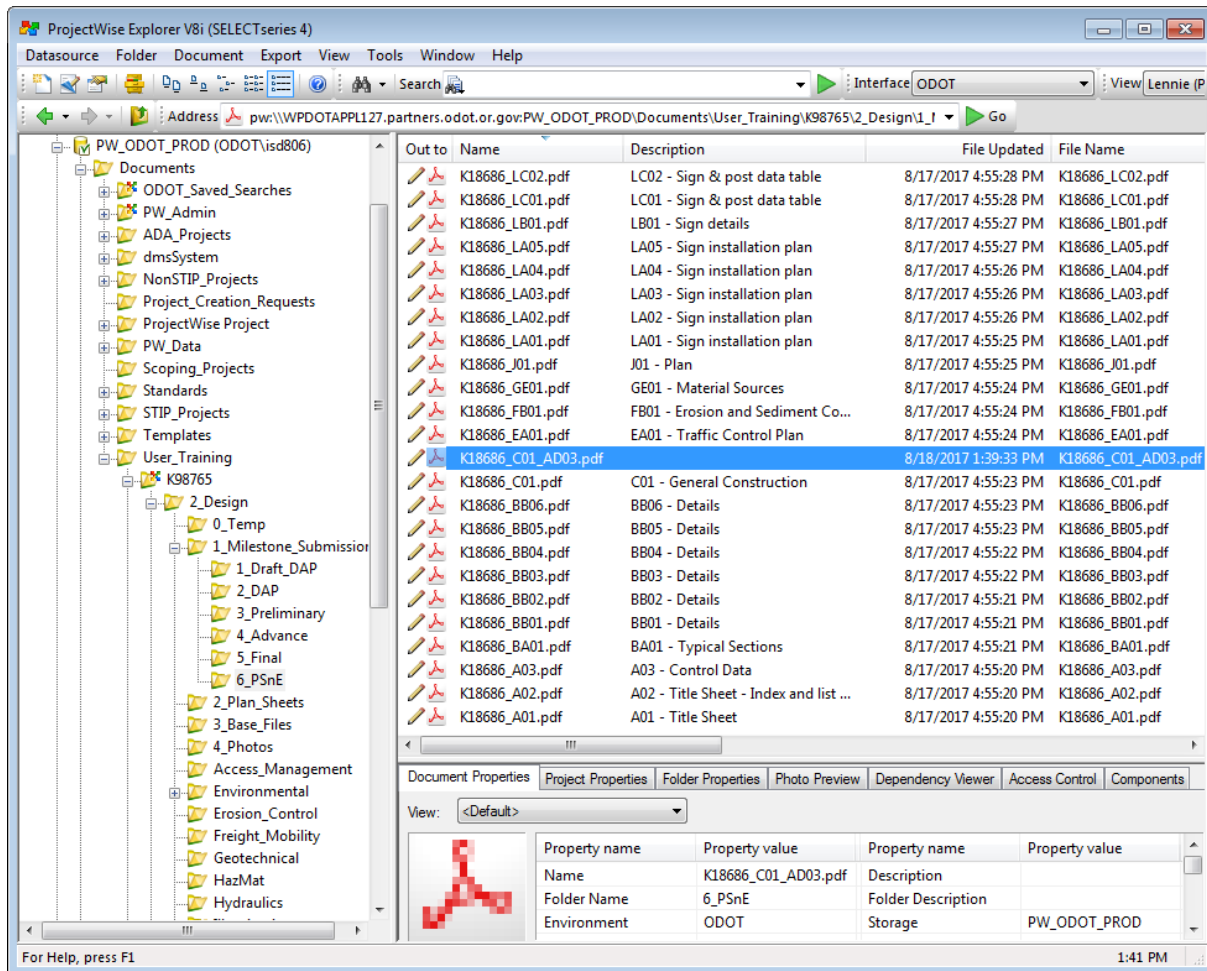 ProjectWise Explorer V8i (SELECTseries 4)
Datasource Folder Document Export View Tools Window Help
Search Interface ODOT View Lennie (P
Address pw:\\WPDOTAPPL127.partners.odot.or.gov:PW_ODOT_PROD\Documents\User_Training\K98765\2_Design\1_ Go
PW_ODOT_PROD (ODOT\isd806)
Documents
ODOT_Saved_Searches
PW_Admin
ADA_Projects
dmsSystem
NonSTIP_Projects
Project_Creation_Requests
ProjectWise Project
PW_Data
Scoping_Projects
Standards
STIP_Projects
Templates
User_Training
K98765
2_Design
0_Temp
1_Milestone_Submission
1_Draft_DAP
2_DAP
3_Preliminary
4_Advance
5_Final
6_PSnE
2_Plan_Sheets
3_Base_Files
4_Photos
Access_Management
Environmental
Erosion_Control
Freight_Mobility
Geotechnical
HazMat
Hydraulics
Out to Name Description File Updated File Name
K18686_LC02.pdf LC02 - Sign & post data table 8/17/2017 4:55:28 PM K18686_LC02.pdf
K18686_LC01.pdf LC01 - Sign & post data table 8/17/2017 4:55:28 PM K18686_LC01.pdf
K18686_LB01.pdf LB01 - Sign details 8/17/2017 4:55:27 PM K18686_LB01.pdf
K18686_LA05.pdf LA05 - Sign installation plan 8/17/2017 4:55:27 PM K18686_LA05.pdf
K18686_LA04.pdf LA04 - Sign installation plan 8/17/2017 4:55:26 PM K18686_LA04.pdf
K18686_LA03.pdf LA03 - Sign installation plan 8/17/2017 4:55:26 PM K18686_LA03.pdf
K18686_LA02.pdf LA02 - Sign installation plan 8/17/2017 4:55:26 PM K18686_LA02.pdf
K18686_LA01.pdf LA01 - Sign installation plan 8/17/2017 4:55:25 PM K18686_LA01.pdf
K18686_J01.pdf J01 - Plan 8/17/2017 4:55:25 PM K18686_J01.pdf
K18686_GE01.pdf GE01 - Material Sources 8/17/2017 4:55:24 PM K18686_GE01.pdf
K18686_FB01.pdf FB01 - Erosion and Sediment Co... 8/17/2017 4:55:24 PM K18686_FB01.pdf
K18686_EA01.pdf EA01 - Traffic Control Plan 8/17/2017 4:55:24 PM K18686_EA01.pdf
K18686_C01_AD03.pdf 8/18/2017 1:39:33 PM K18686_C01_AD03.pdf
K18686_C01.pdf C01 - General Construction 8/17/2017 4:55:23 PM K18686_C01.pdf
K18686_BB06.pdf BB06 - Details 8/17/2017 4:55:23 PM K18686_BB06.pdf
K18686_BB05.pdf BB05 - Details 8/17/2017 4:55:23 PM K18686_BB05.pdf
K18686_BB04.pdf BB04 - Details 8/17/2017 4:55:22 PM K18686_BB04.pdf
K18686_BB03.pdf BB03 - Details 8/17/2017 4:55:22 PM K18686_BB03.pdf
K18686_BB02.pdf BB02 - Details 8/17/2017 4:55:21 PM K18686_BB02.pdf
K18686_BB01.pdf BB01 - Details 8/17/2017 4:55:21 PM K18686_BB01.pdf
K18686_BA01.pdf BA01 - Typical Sections 8/17/2017 4:55:21 PM K18686_BA01.pdf
K18686_A03.pdf A03 - Control Data 8/17/2017 4:55:20 PM K18686_A03.pdf
K18686_A02.pdf A02 - Title Sheet - Index and list ... 8/17/2017 4:55:20 PM K18686_A02.pdf
K18686_A01.pdf A01 - Title Sheet 8/17/2017 4:55:20 PM K18686_A01.pdf
Document Properties Project Properties Folder Properties Photo Preview Dependency Viewer Access Control Components
View: <Default>
Property name Property value Property name Property value
Name K18686_C01_AD03.pdf Description
Folder Name 6_PSnE Folder Description
Environment ODOT Storage PW_ODOT_PROD
For Help, press F1 1:41 PM